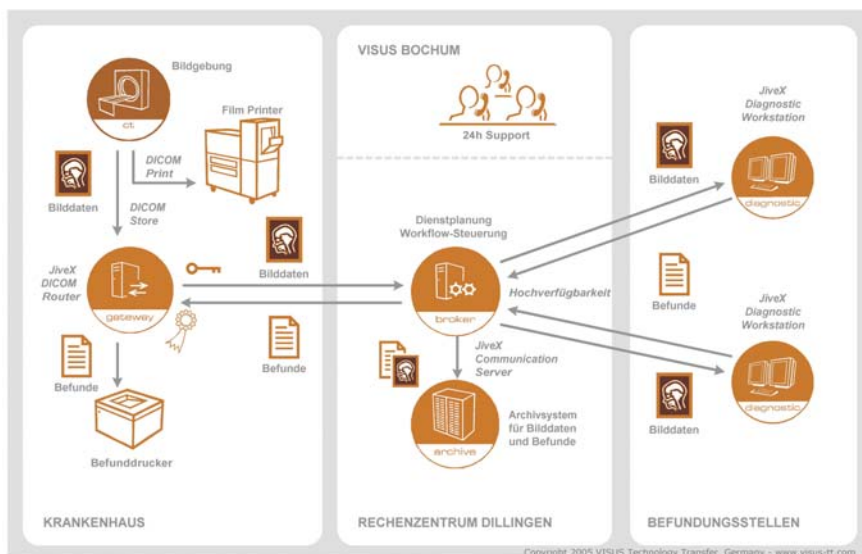 Bildgebung
ct
Film Printer
DICOM
Print
Bilddaten
DICOM
Store
JiveX
DICOM
Router
gateway
Bilddaten
Befunde
Befunde
Befunddrucker
KRANKENHAUS
VISUS BOCHUM
24h Support
Dienstplanung
Workflow-Steuerung
broker
Hochverfügbarkeit
JiveX
Communication
Server
Archivsystem
für Bilddaten
und Befunde
archive
RECHENZENTRUM DILLINGEN
JiveX
Diagnostic
Workstation
Bilddaten
diagnostic
Befunde
JiveX
Diagnostic
Workstation
Bilddaten
diagnostic
BEFUNDUNGSSTELLEN
Copyright 2005 VISUS Technology Transfer, Germany - www.visus-tt.com